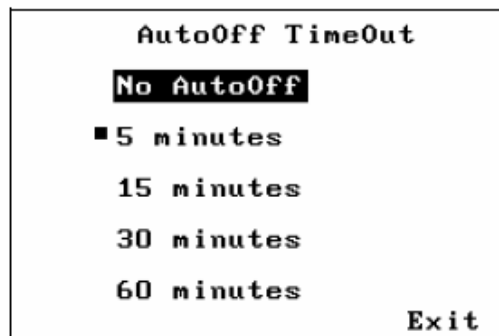 AutoOff TimeOut
No AutoOff
5 minutes
15 minutes
30 minutes
60 minutes
Exit